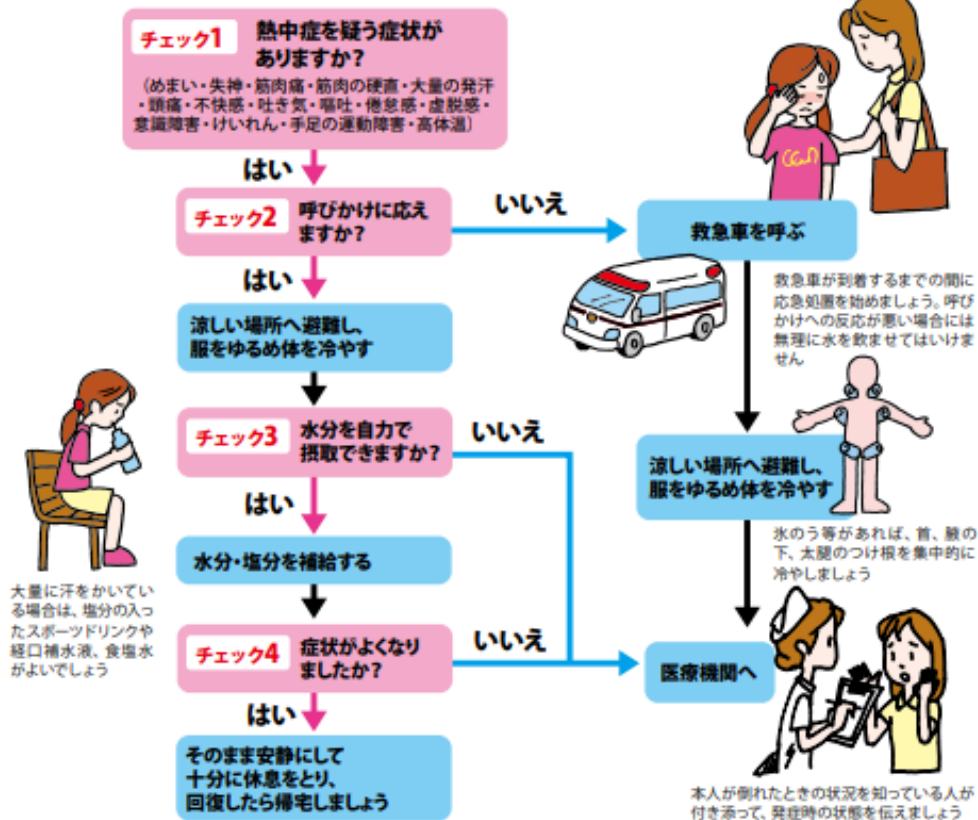 チェック1 熱中症を疑う症状が
ありますか?
(めまい・失神・筋肉痛・筋肉の硬直・大量の発汗
・頭痛・不快感・吐き気・嘔吐・倦怠感・虚脱感・
意識障害・けいれん・手足の運動障害・高体温)
はい
チェック2 呼びかけに応え
ますか?
いいえ
救急車を呼ぶ
救急車が到着するまでの間に
応急処置を始めましょう。呼び
かけへの反応が悪い場合には
無理に水を飲ませてはいけま
せん
はい
涼しい場所へ避難し、
服をゆるめ体を冷やす
チェック3 水分を自力で
摂取できますか?
いいえ
涼しい場所へ避難し、
服をゆるめ体を冷やす
氷のう等があれば、首、腋の
下、太腿のつけ根を集中的に
冷やしましょう
はい
水分・塩分を補給する
大量に汗をかいてい
る場合は、塩分の入っ
たスポーツドリンクや
経口補水液、食塩水
がよいでしょう
チェック4 症状がよくなり
ましたか?
いいえ
医療機関へ
はい
そのまま安静にして
十分に休息をとり、
回復したら帰宅しましょう
本人が倒れたときの状況を知っている人が
付き添って、発症時の状態を伝えましょう